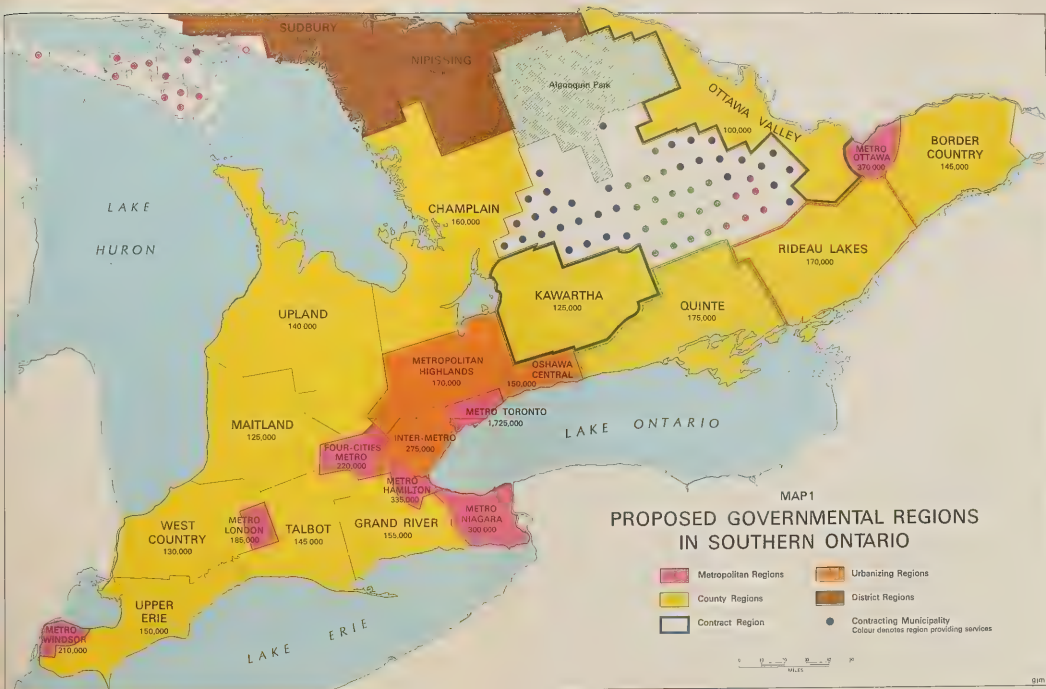 SUDBURY
NIPISSING
Algonquin Park
OTTAWA VALLEY
100,000
METRO
OTTAWA
370 000
BORDER
COUNTRY
145,000
LAKE
HURON
CHAMPLAIN
160,000
RIDEAU LAKES
170,000
KAWARTHA
125,000
QUINTE
175,000
UPLAND
140 000
METROPOLITAN
HIGHLANDS
170,000
OSHAWA
CENTRAL
150,000
METRO TORONTO
1,725,000
LAKE ONTARIO
MAITLAND
125,000
FOUR-CITIES
METRO
220,000
INTER-METRO
275,000
METRO
HAMILTON
335,000
METRO
NIAGARA
300 000
WEST
COUNTRY
130,000
METRO
LONDON
185,000
TALBOT
145 000
GRAND RIVER
155,000
UPPER
ERIE
150,000
METRO
WINDSOR
210,000
LAKE ERIE
MAP 1
PROPOSED GOVERNMENTAL REGIONS
IN SOUTHERN ONTARIO
Metropolitan Regions
Urbanizing Regions
County Regions
District Regions
Contract Region
Contracting Municipality
Colour denotes region providing services
MILES
gjm